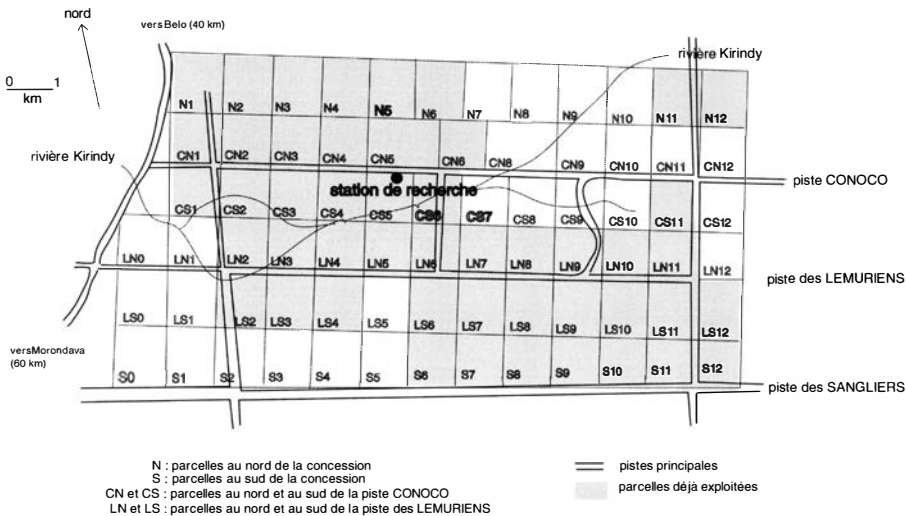 nord
vers Belo (40 km)
rivière Kirindy
0 1
km
N1 N2 N3 N4 N5 N6 N7 N8 N9 N10 N11 N12
rivière Kirindy
CN1 CN2 CN3 CN4 CN5 CN6 CN8 CN9 CN10 CN11 CN12
piste CONOCO
station de recherche
CS1 CS2 CS3 CS4 CS5 CS6 CS7 CS8 CS9 CS10 CS11 CS12
LN0 LN1 LN2 LN3 LN4 LN5 LN6 LN7 LN8 LN9 LN10 LN11 LN12
piste des LEMURIENS
LS0 LS1 LS2 LS3 LS4 LS5 LS6 LS7 LS8 LS9 LS10 LS11 LS12
versMorondava
(60 km)
S0 S1 S2 S3 S4 S5 S6 S7 S8 S9 S10 S11 S12
piste des SANGLIERS
N : parcelles au nord de la concession
S : parcelles au sud de la concession
CN et CS : parcelles au nord et au sud de la piste CONOCO
LN et LS : parcelles au nord et au sud de la piste des LEMURIENS
pistes principales
parcelles déjà exploitées